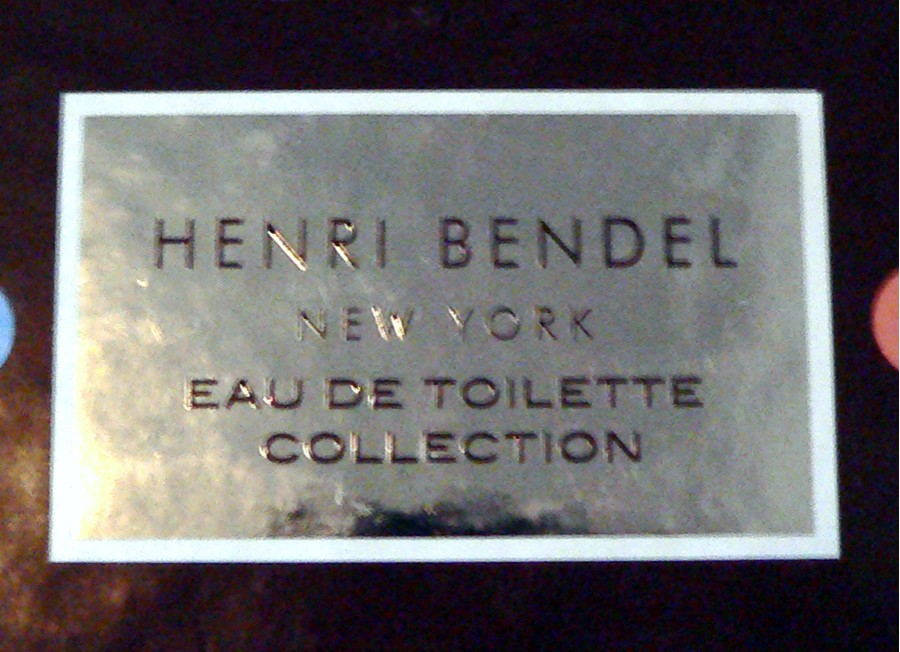 HENRI BENDEL
NEW YORK
EAU DE TOILETTE
COLLECTION